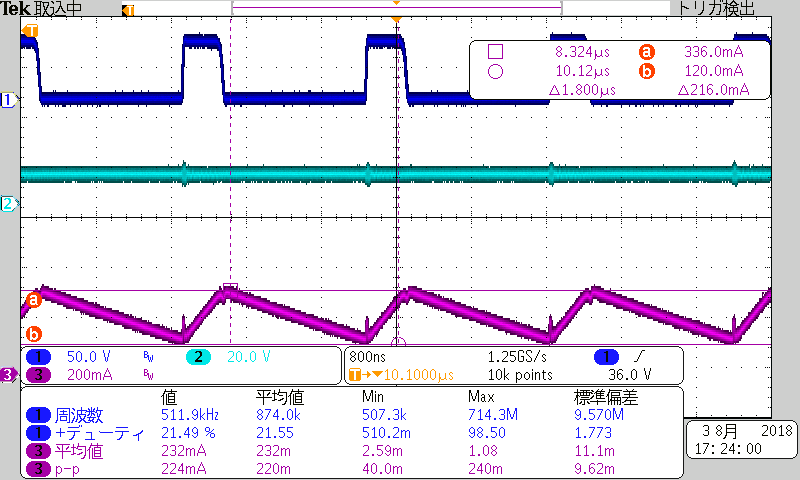 Tek 取込中 T トリガ検出
T
8.324μs a 336.0mA
10.12μs b 120.0mA
△1.800μs △216.0mA
1
2
a
b
3
1 50.0 V BW 2 20.0 V
3 200mA BW
800ns 1.25GS/s 1 36.0 V
T→▼10.1000μs 10k points
値 平均値 Min Max 標準偏差
1 周波数 511.9kHz 874.0k 507.3k 714.3M 9.570M
1 +デューティ 21.49 % 21.55 510.2m 98.50 1.773
3 平均値 232mA 232m 2.59m 1.08 11.1m
3 p-p 224mA 220m 40.0m 240m 9.62m
3 8月 2018
17:24:00